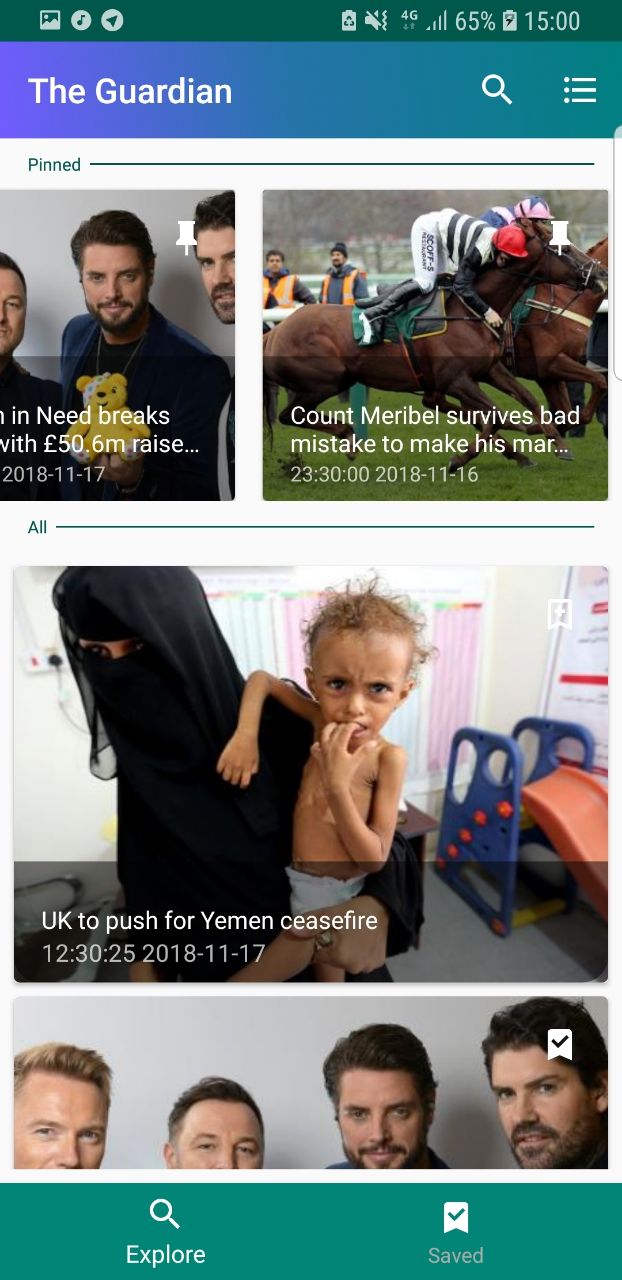 4G 65% 15:00
The Guardian
Pinned
in Need breaks
with £50.6m raise…
2018-11-17
SCOFF-S
RESTAURANT
Count Meribel survives bad
mistake to make his mar…
23:30:00 2018-11-16
All
UK to push for Yemen ceasefire
12:30:25 2018-11-17
Explore
Saved